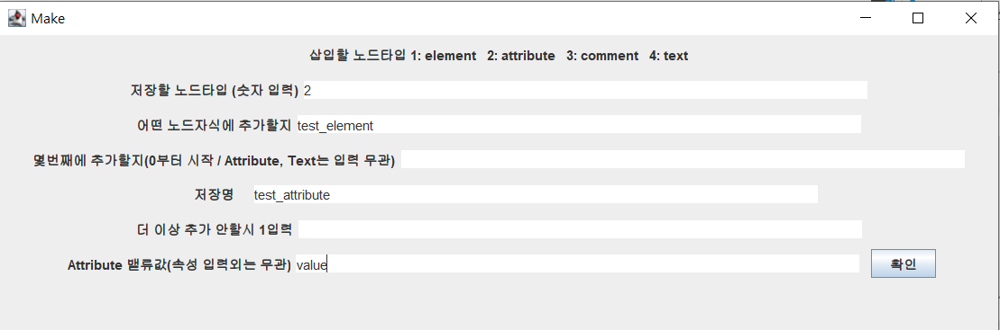 Make
삽입할 노드타입 1: element 2: attribute 3: comment 4: text
저장할 노드타입 (숫자 입력) 2
어떤 노드자식에 추가할지 test_element
몇번째에 추가할지(0부터 시작 / Attribute, Text는 입력 무관)
저장명 test_attribute
더 이상 추가 안할시 1입력
Attribute 밸류값(속성 입력외는 무관) value 확인